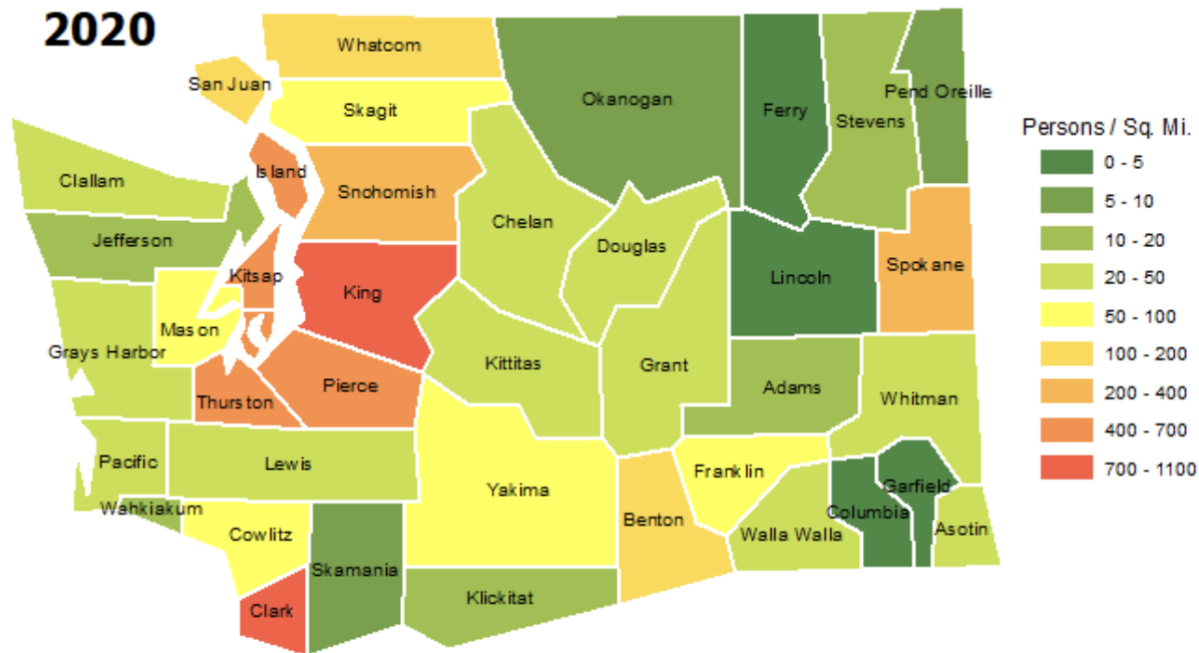 2020
Whatcom
San Juan
Okanogan
Ferry
Pend Oreille
Stevens
Skagit
Island
Clallam
Snohomish
Chelan
Jefferson
Douglas
Kitsap
King
Lincoln
Spokane
Mason
Grays Harbor
Kittitas
Grant
Pierce
Adams
Thurston
Whitman
Pacific
Lewis
Franklin
Yakima
Garfield
Wahkiakum
Columbia
Benton
Cowlitz
Walla Walla
Asotin
Skamania
Klickitat
Clark
Persons / Sq. Mi.
0 - 5
5 - 10
10 - 20
20 - 50
50 - 100
100 - 200
200 - 400
400 - 700
700 - 1100